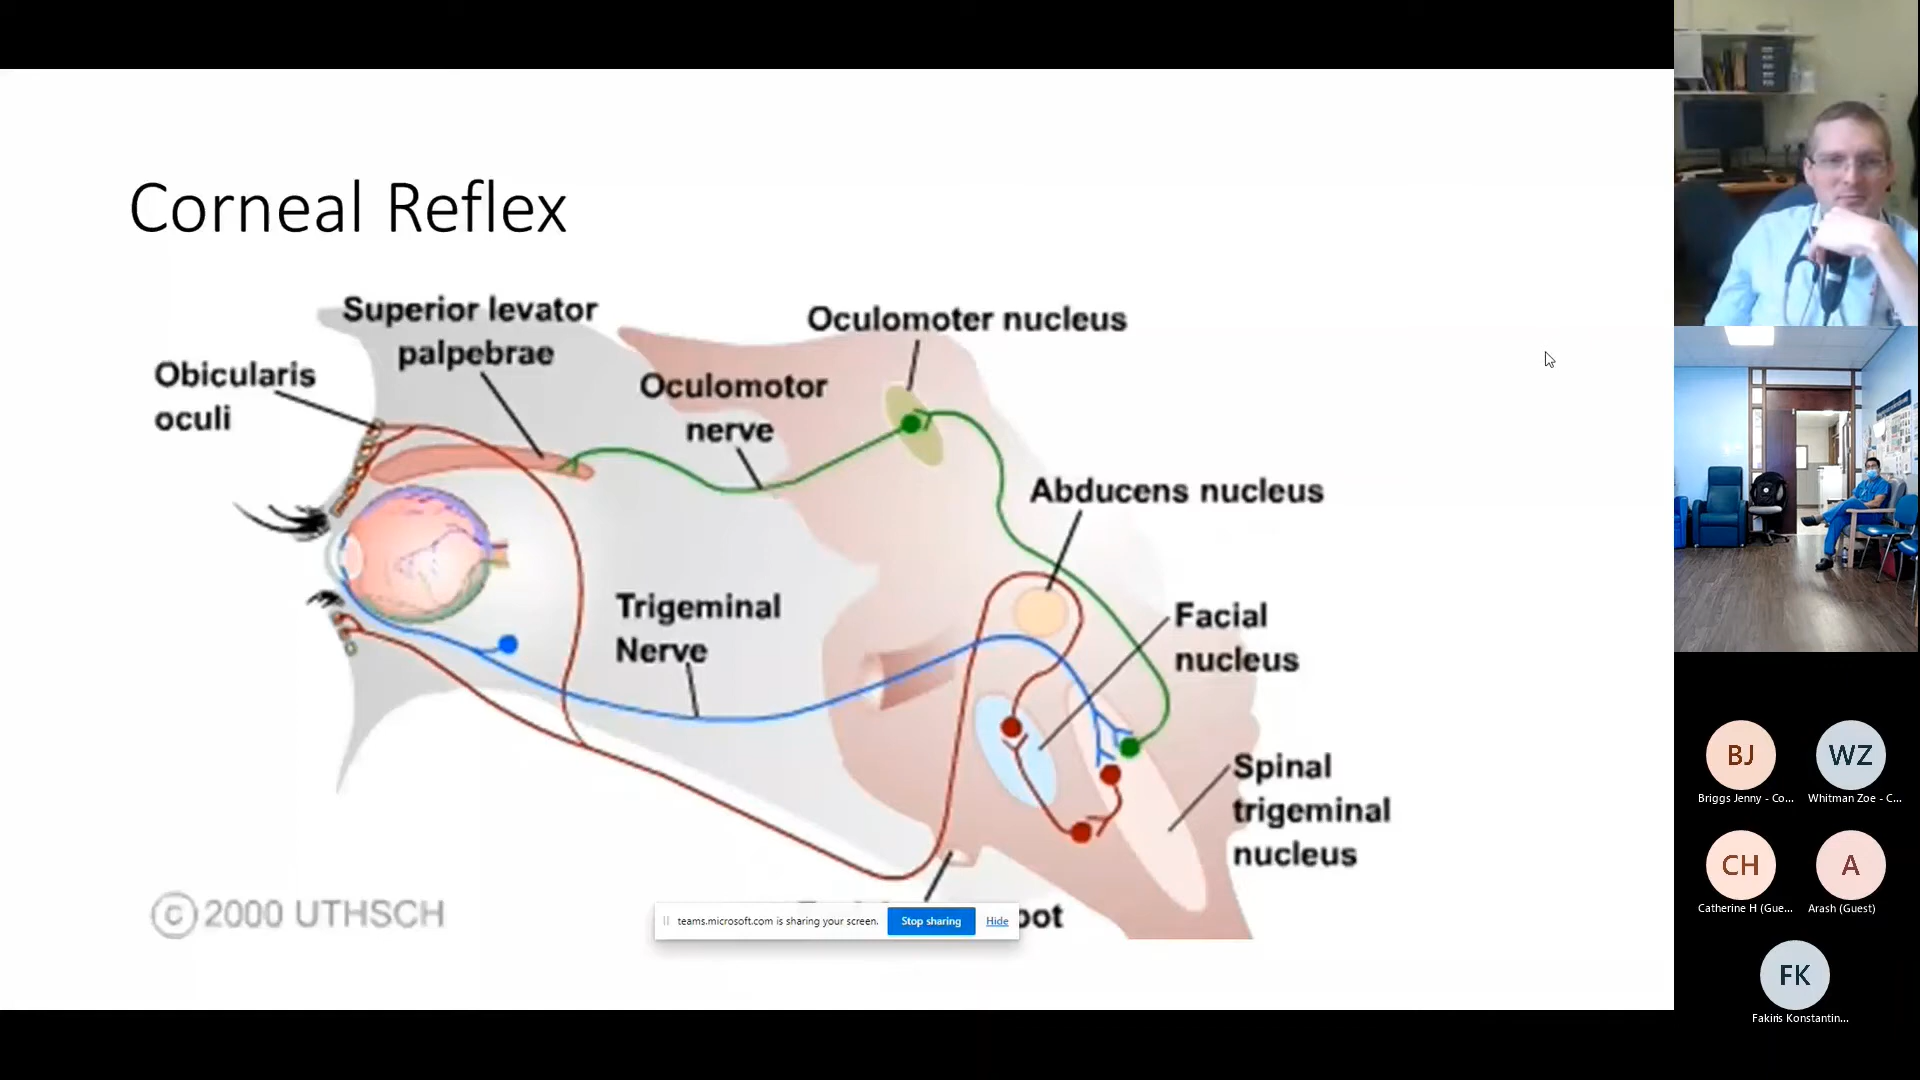 Corneal Reflex
Superior levator
palpebrae
Oculomoter nucleus
Obicularis
oculi
Oculomotor
nerve
Abducens nucleus
Trigeminal
Nerve
Facial
nucleus
Spinal
trigeminal
nucleus
© 2000 UTHSCH
teams.microsoft.com is sharing your screen.
Stop sharing
Hide
BJ
Briggs Jenny - Co...
WZ
Whitman Zoe - C...
CH
Catherine H (Gue...
A
Arash (Guest)
FK
Fakiris Konstantin...